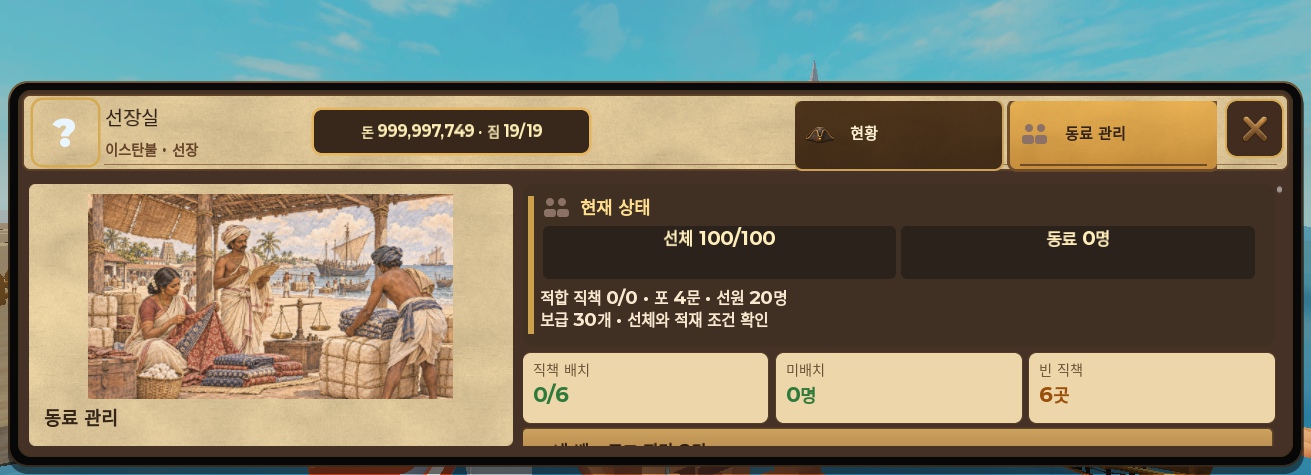 ?
선장실
이스탄불 • 선장
돈 999,997,749 · 짐 19/19
현황
동료 관리
동료 관리
현재 상태
선체 100/100
동료 0명
적합 직책 0/0 • 포 4문 • 선원 20명
보급 30개 • 선체와 적재 조건 확인
직책 배치
0/6
미배치
0명
빈 직책
6곳